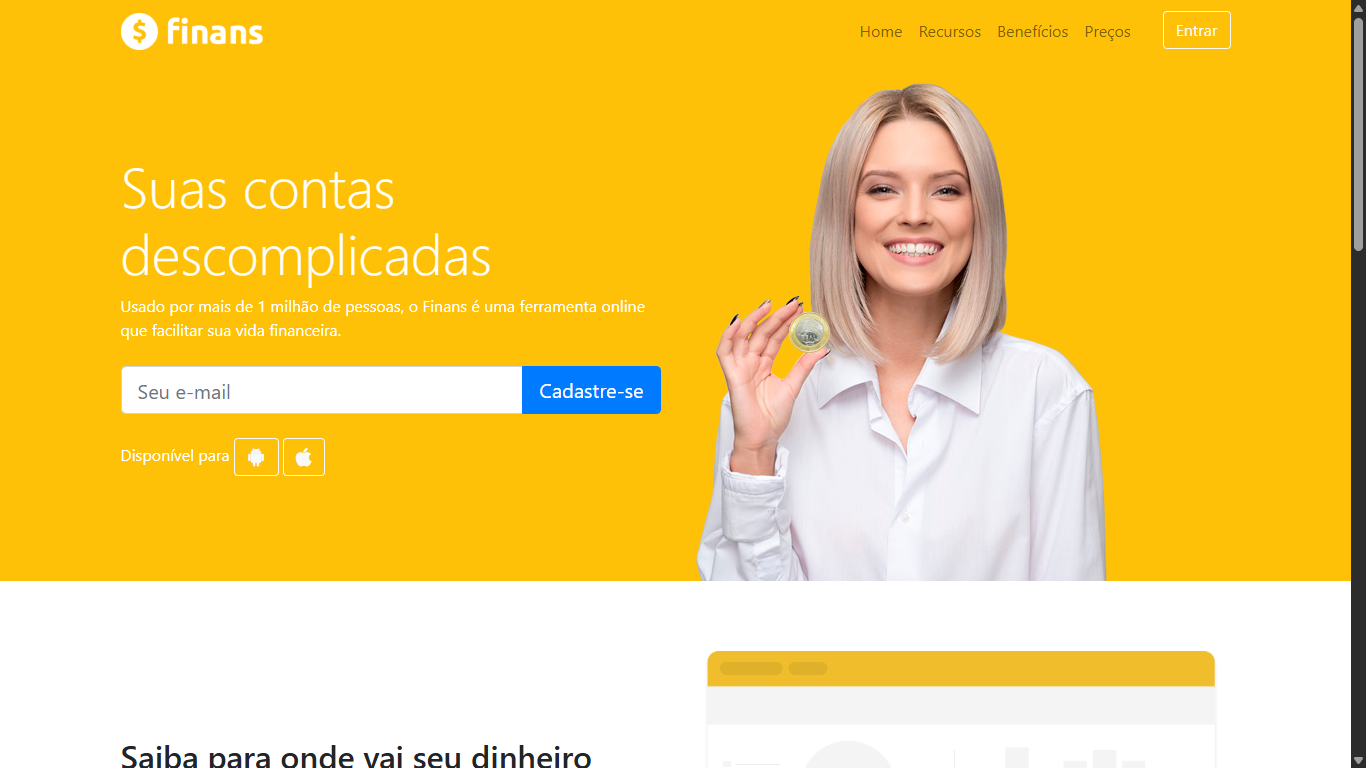 finans
Home Recursos Benefícios Preços Entrar
Suas contas
descomplicadas
Usado por mais de 1 milhão de pessoas, o Finans é uma ferramenta online
que facilitar sua vida financeira.
Seu e-mail Cadastre-se
Disponível para
Saiba para onde vai seu dinheiro